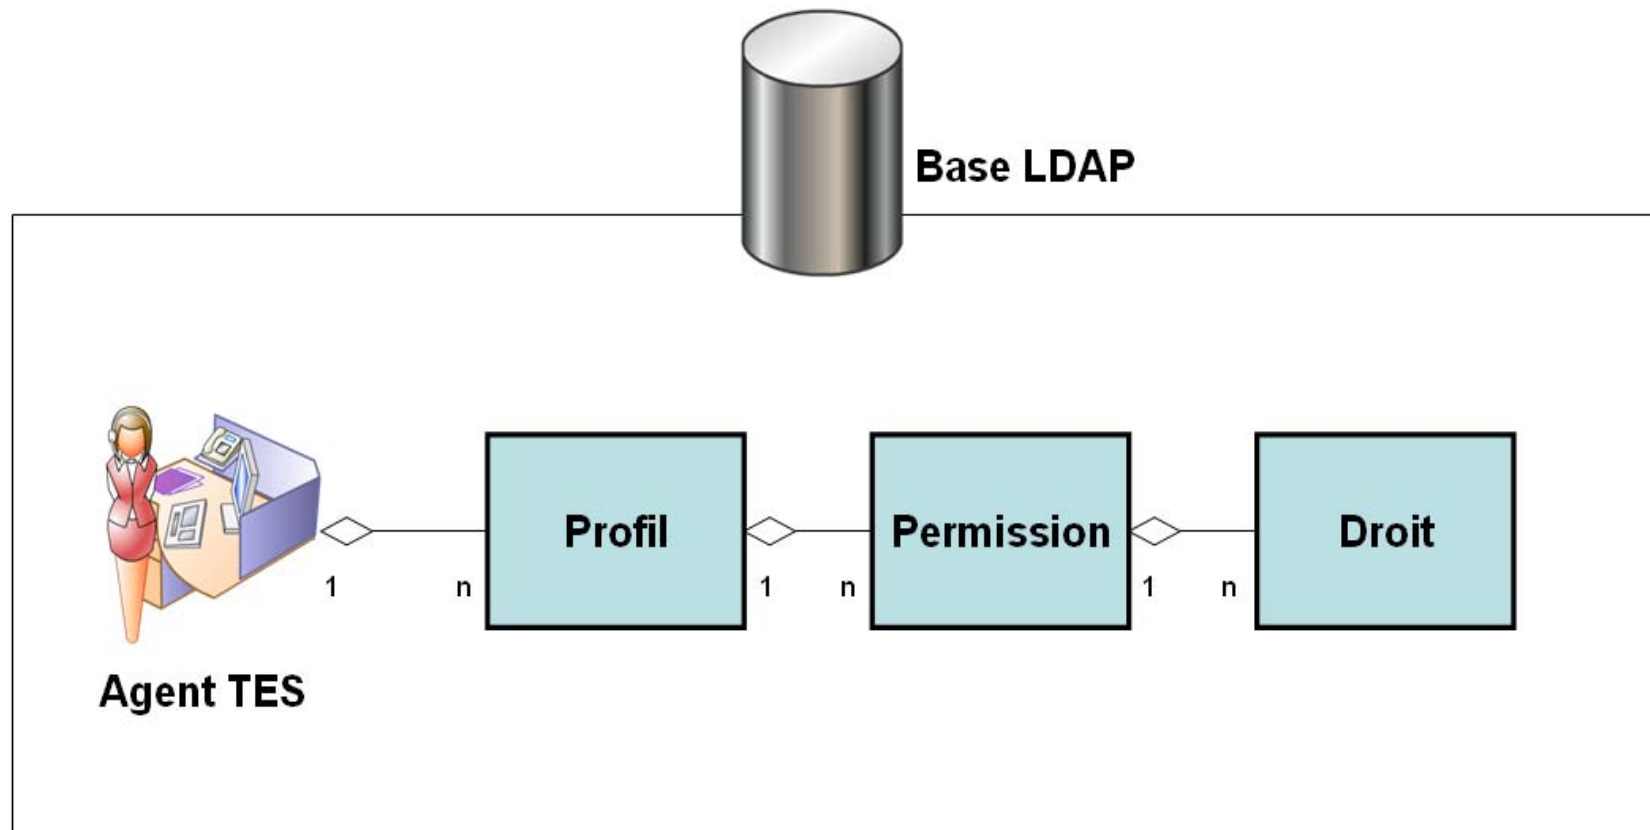 Base LDAP
Profil
Permission
Droit
1
n
1
n
1
n
Agent TES